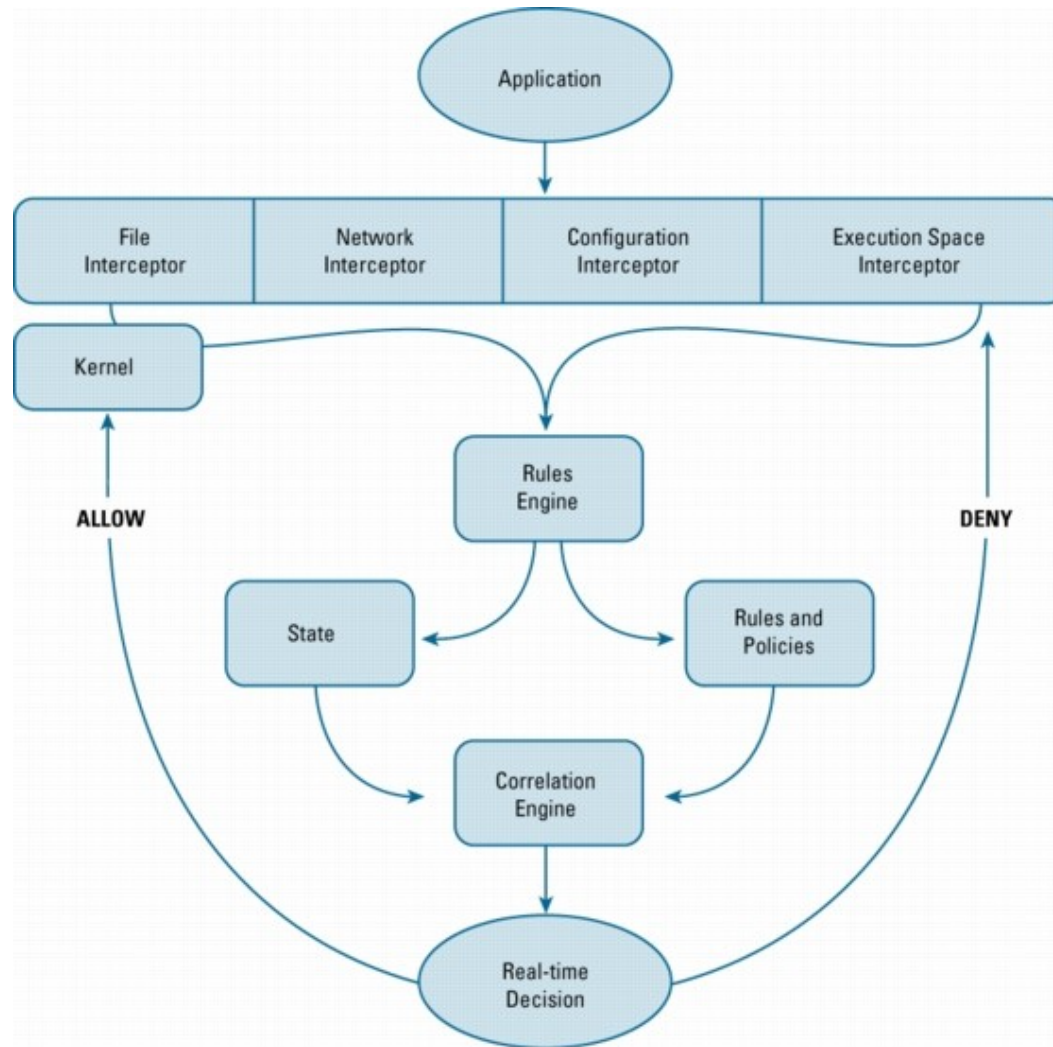 Application
File
Interceptor
Network
Interceptor
Configuration
Interceptor
Execution Space
Interceptor
Kernel
Rules
Engine
ALLOW
DENY
State
Rules and
Policies
Correlation
Engine
Real-time
Decision